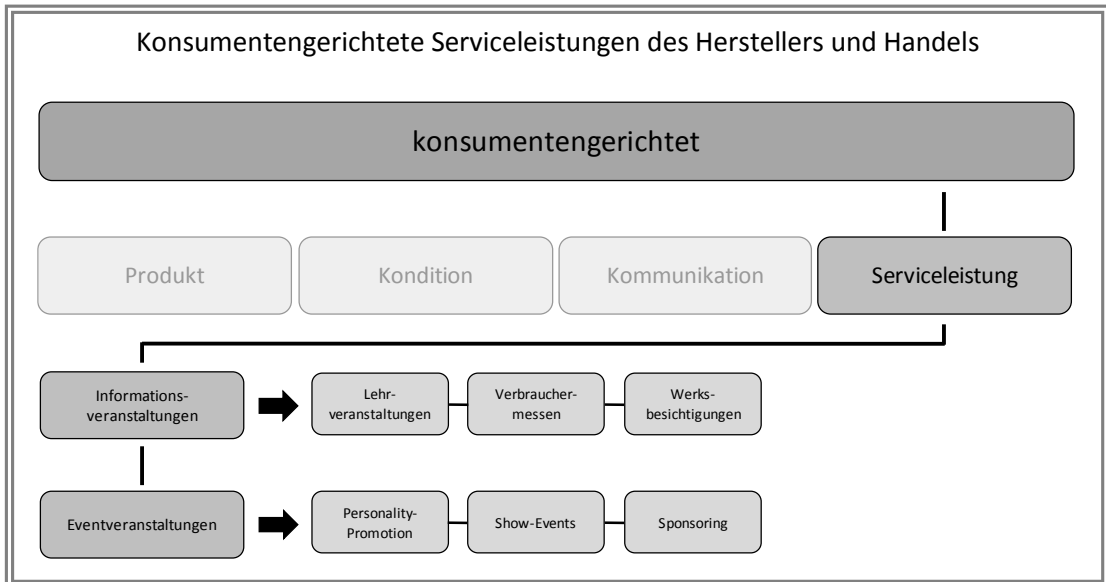 Konsumentengerichtete Serviceleistungen des Herstellers und Handels
konsumentengerichtet
Produkt
Kondition
Kommunikation
Serviceleistung
Informations-
veranstaltungen
Lehr-
veranstaltungen
Verbraucher-
messen
Werks-
besichtigungen
Eventveranstaltungen
Personality-
Promotion
Show-Events
Sponsoring